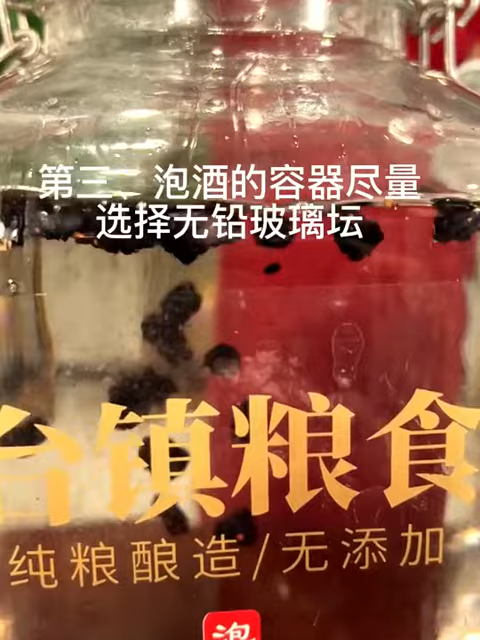 第三、泡酒的容器尽量
选择无铅玻璃坛
台镇粮食
纯粮酿造/无添加
泡